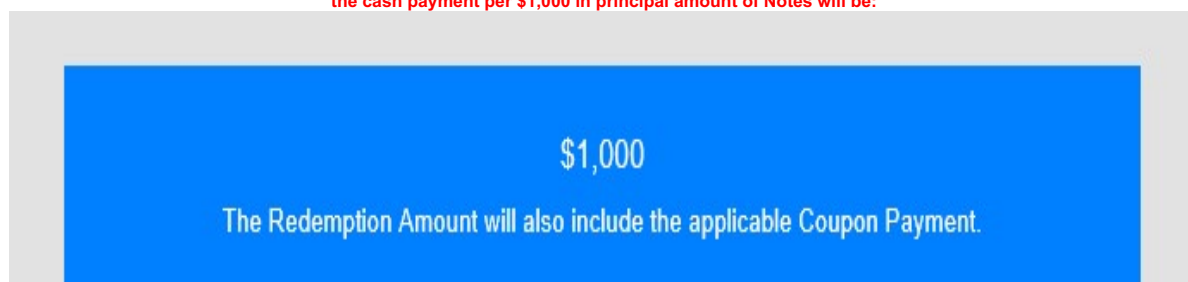 the cash payment per $1,000 in principal amount of Notes will be:
$1,000
The Redemption Amount will also include the applicable Coupon Payment.